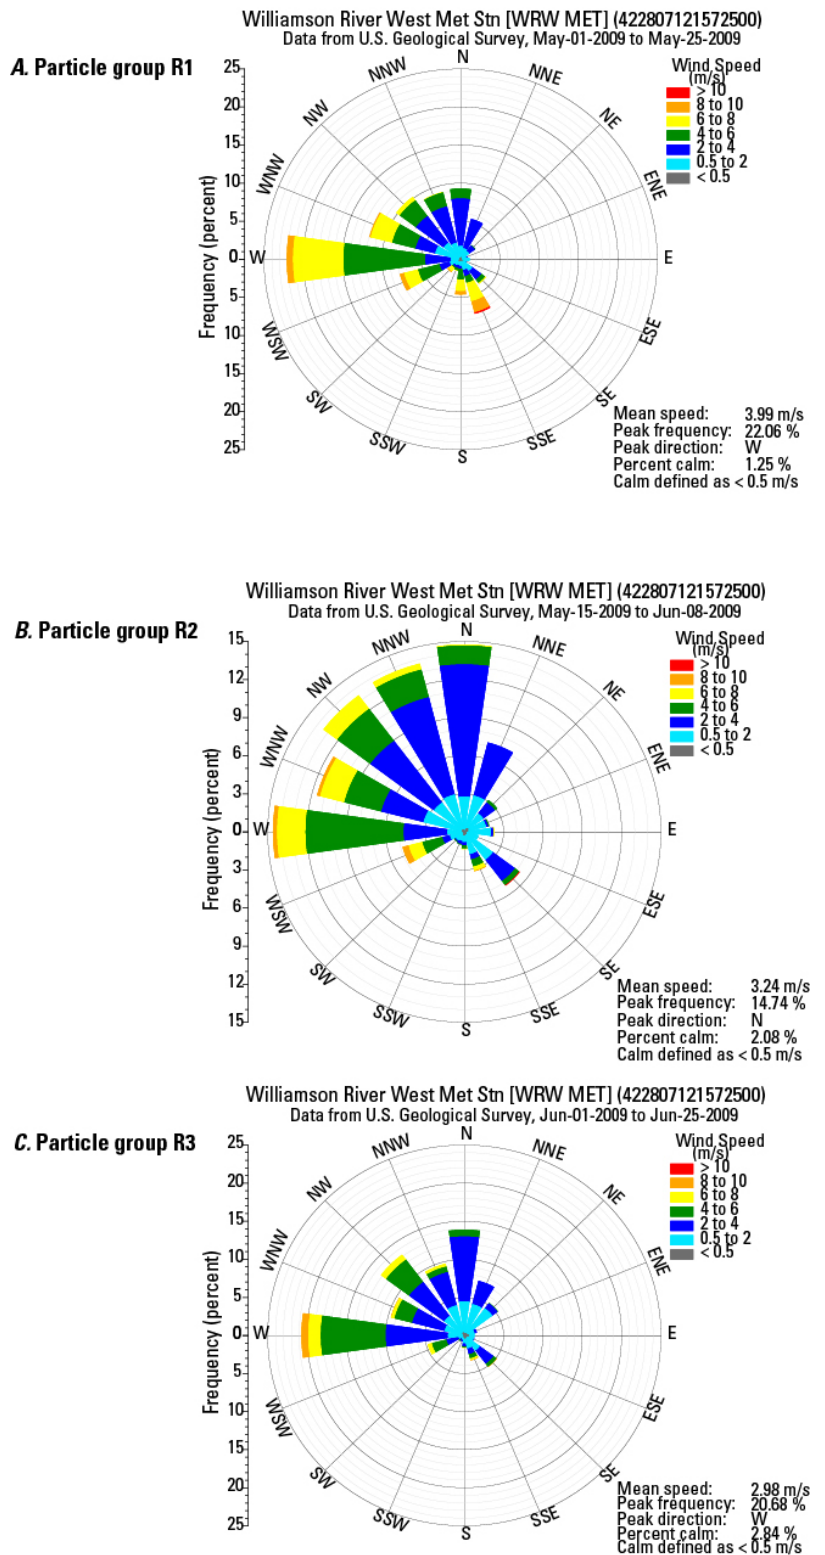 Williamson River West Met Stn [WRW MET] (422807121572500)
Data from U.S. Geological Survey, May-01-2009 to May-25-2009
A. Particle group R1
Wind Speed
(m/s)
> 10
8 to 10
6 to 8
4 to 6
2 to 4
0.5 to 2
< 0.5
Frequency (percent)
25
20
15
10
5
0
5
10
15
20
25
N
NNE
NE
ENE
E
ESE
SE
SSE
S
SSW
SW
WSW
W
WNW
NW
NNW
Mean speed: 3.99 m/s
Peak frequency: 22.06 %
Peak direction: W
Percent calm: 1.25 %
Calm defined as < 0.5 m/s
Williamson River West Met Stn [WRW MET] (422807121572500)
Data from U.S. Geological Survey, May-15-2009 to Jun-08-2009
B. Particle group R2
Wind Speed
(m/s)
> 10
8 to 10
6 to 8
4 to 6
2 to 4
0.5 to 2
< 0.5
Frequency (percent)
15
12
9
6
3
0
3
6
9
12
15
N
NNE
NE
ENE
E
ESE
SE
SSE
S
SSW
SW
WSW
W
WNW
NW
NNW
Mean speed: 3.24 m/s
Peak frequency: 14.74 %
Peak direction: N
Percent calm: 2.08 %
Calm defined as < 0.5 m/s
Williamson River West Met Stn [WRW MET] (422807121572500)
Data from U.S. Geological Survey, Jun-01-2009 to Jun-25-2009
C. Particle group R3
Wind Speed
(m/s)
> 10
8 to 10
6 to 8
4 to 6
2 to 4
0.5 to 2
< 0.5
Frequency (percent)
25
20
15
10
5
0
5
10
15
20
25
N
NNE
NE
ENE
E
ESE
SE
SSE
S
SSW
SW
WSW
W
WNW
NW
NNW
Mean speed: 2.98 m/s
Peak frequency: 20.68 %
Peak direction: W
Percent calm: 2.84 %
Calm defined as < 0.5 m/s